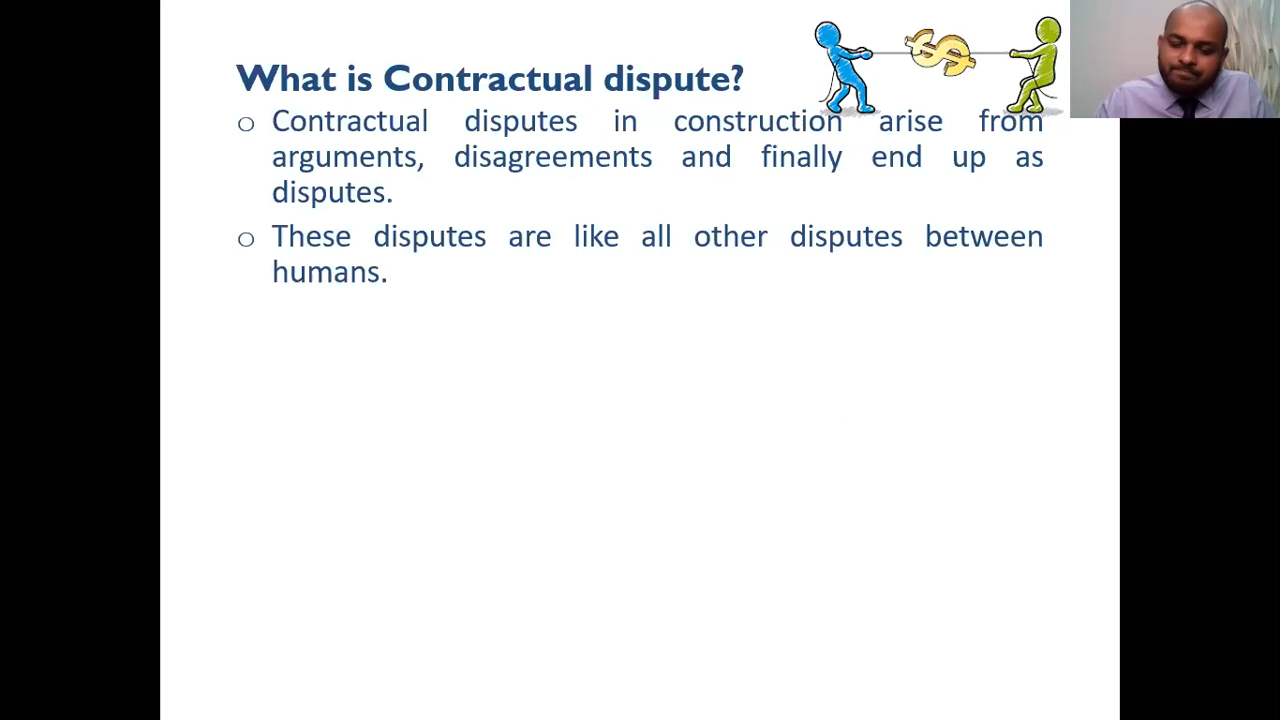 What is Contractual dispute?
o Contractual disputes in construction arise from
arguments, disagreements and finally end up as
disputes.
o These disputes are like all other disputes between
humans.
$